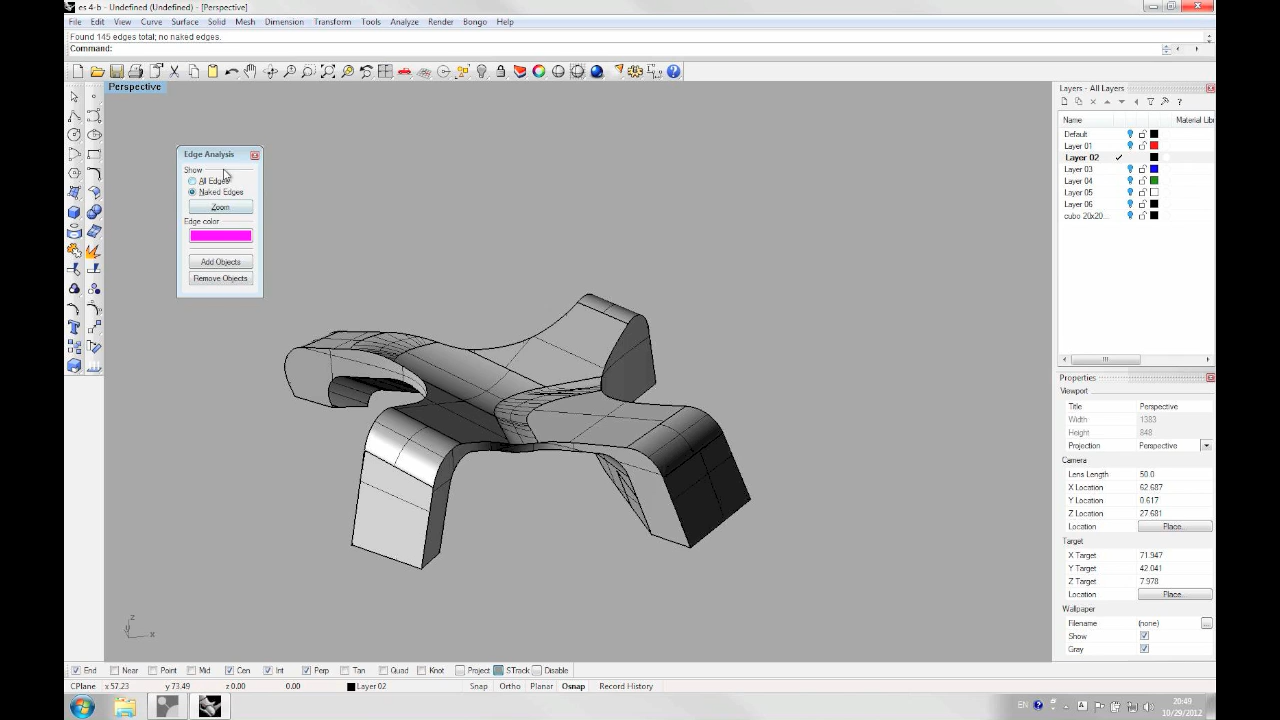 es 4-b - Undefined (Undefined) - [Perspective]
File Edit View Curve Surface Solid Mesh Dimension Transform Tools Analyze Render Bongo Help
Found 145 edges total; no naked edges.
Command:
Perspective
Edge Analysis
Show
All Edges
Naked Edges
Zoom
Edge color
Add Objects
Remove Objects
z
x
Layers - All Layers
Name Material Libr
Default
Layer 01
Layer 02
Layer 03
Layer 04
Layer 05
Layer 06
cubo 20x20...
Properties
Viewport
Title Perspective
Width 1383
Height 848
Projection Perspective
Camera
Lens Length 50.0
X Location 62.687
Y Location 0.617
Z Location 27.681
Location Place...
Target
X Target 71.947
Y Target 42.041
Z Target 7.978
Location Place...
Wallpaper
Filename (none) ...
Show
Gray
End Near Point Mid Cen Int Perp Tan Quad Knot Project STrack Disable
CPlane x 57.23 y 73.49 z 0.00 0.00 Layer 02 Snap Ortho Planar Osnap Record History
EN 20:49
10/29/2012